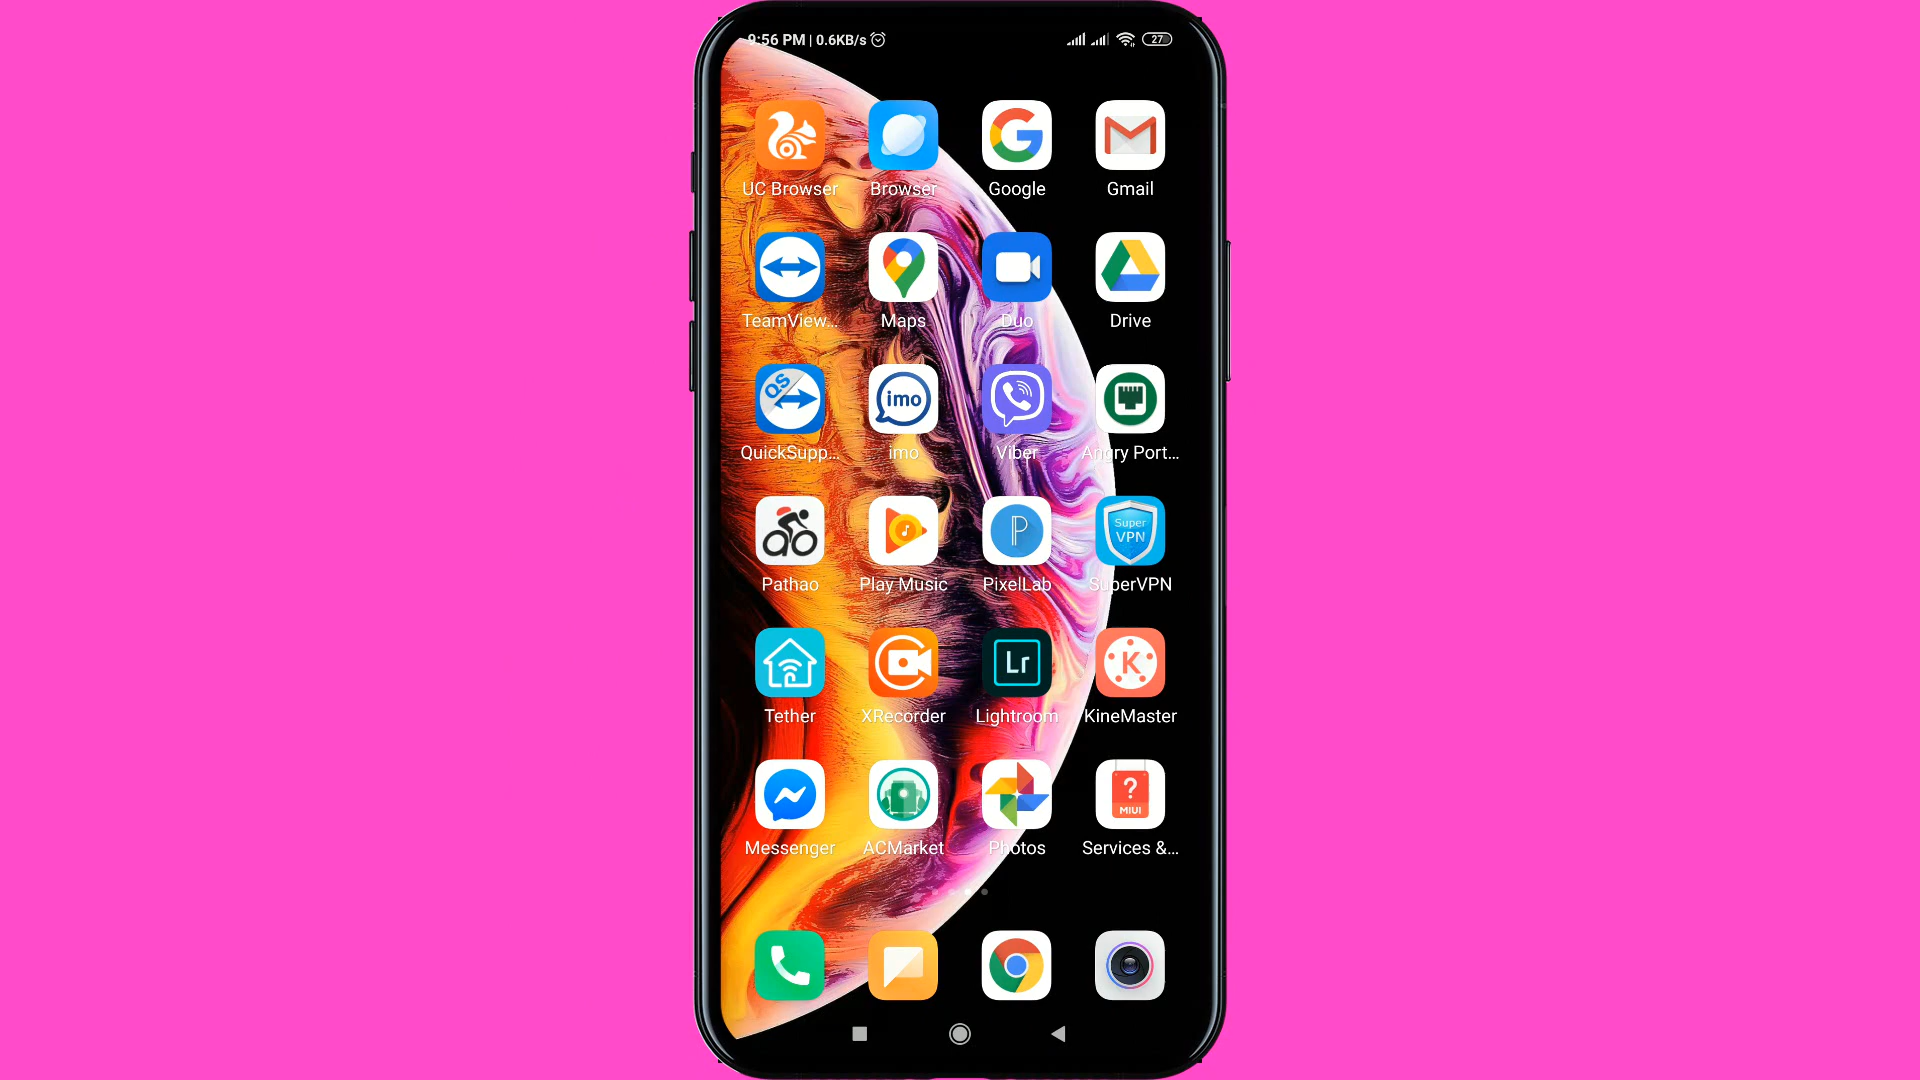 9:56 PM | 0.6KB/s 27
UC Browser Browser Google Gmail
TeamView... Maps Duo Drive
QS imo
QuickSupp... imo Viber Angry Port...
P Super VPN
Pathao Play Music PixelLab SuperVPN
Lr K
Tether XRecorder Lightroom KineMaster
? MIUI
Messenger ACMarket Photos Services &...